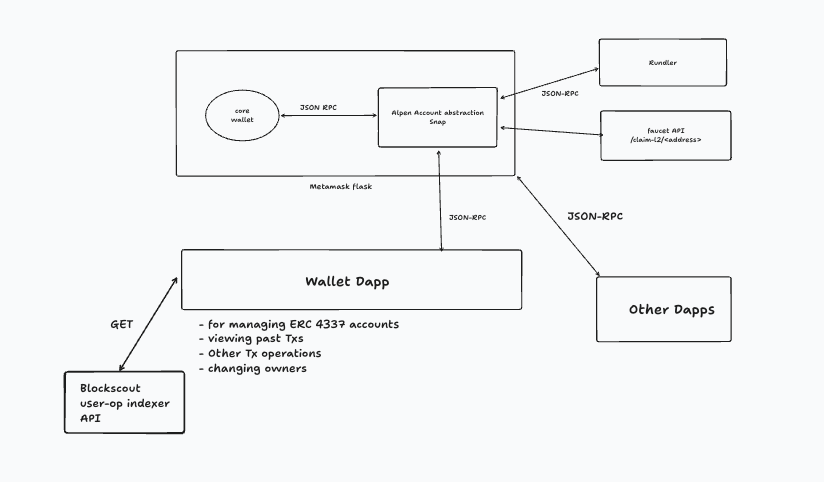 Rundler
JSON-RPC
core
wallet
JSON RPC
Alpen Account abstraction
Snap
faucet API
/claim-l2/<address>
Metamask flask
JSON-RPC
JSON-RPC
Wallet Dapp
Other Dapps
GET
- for managing ERC 4337 accounts
- viewing past Txs
- Other Tx operations
- changing owners
Blockscout
user-op indexer
API